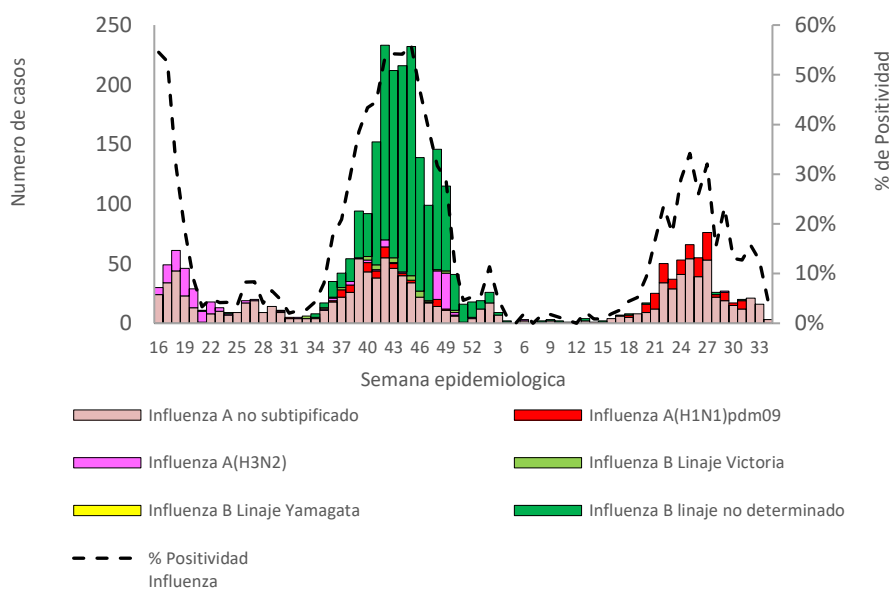 250
200
150
100
50
0
Numero de casos
60%
50%
40%
30%
20%
10%
0%
% de Positividad
16 19 22 25 28 31 34 37 40 43 46 49 52 3 6 9 12 15 18 21 24 27 30 33
Semana epidemiologica
Influenza A no subtipificado
Influenza A(H1N1)pdm09
Influenza A(H3N2)
Influenza B Linaje Victoria
Influenza B Linaje Yamagata
Influenza B linaje no determinado
% Positividad
Influenza